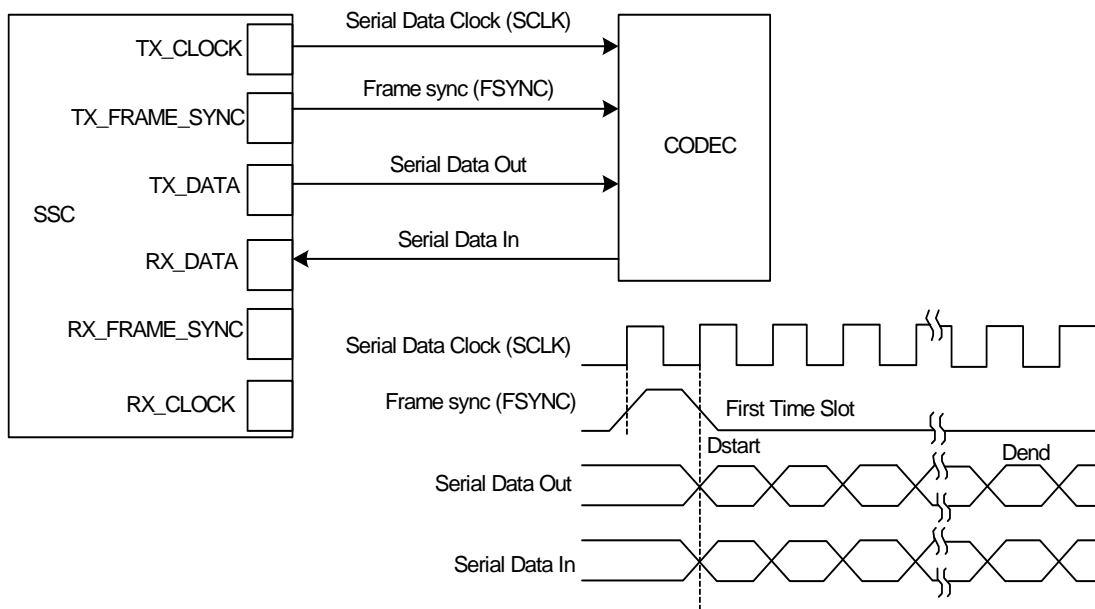 SSC
TX_CLOCK
TX_FRAME_SYNC
TX_DATA
RX_DATA
RX_FRAME_SYNC
RX_CLOCK
Serial Data Clock (SCLK)
Frame sync (FSYNC)
Serial Data Out
Serial Data In
CODEC
Serial Data Clock (SCLK)
Frame sync (FSYNC)
First Time Slot
Dstart
Dend
Serial Data Out
Serial Data In